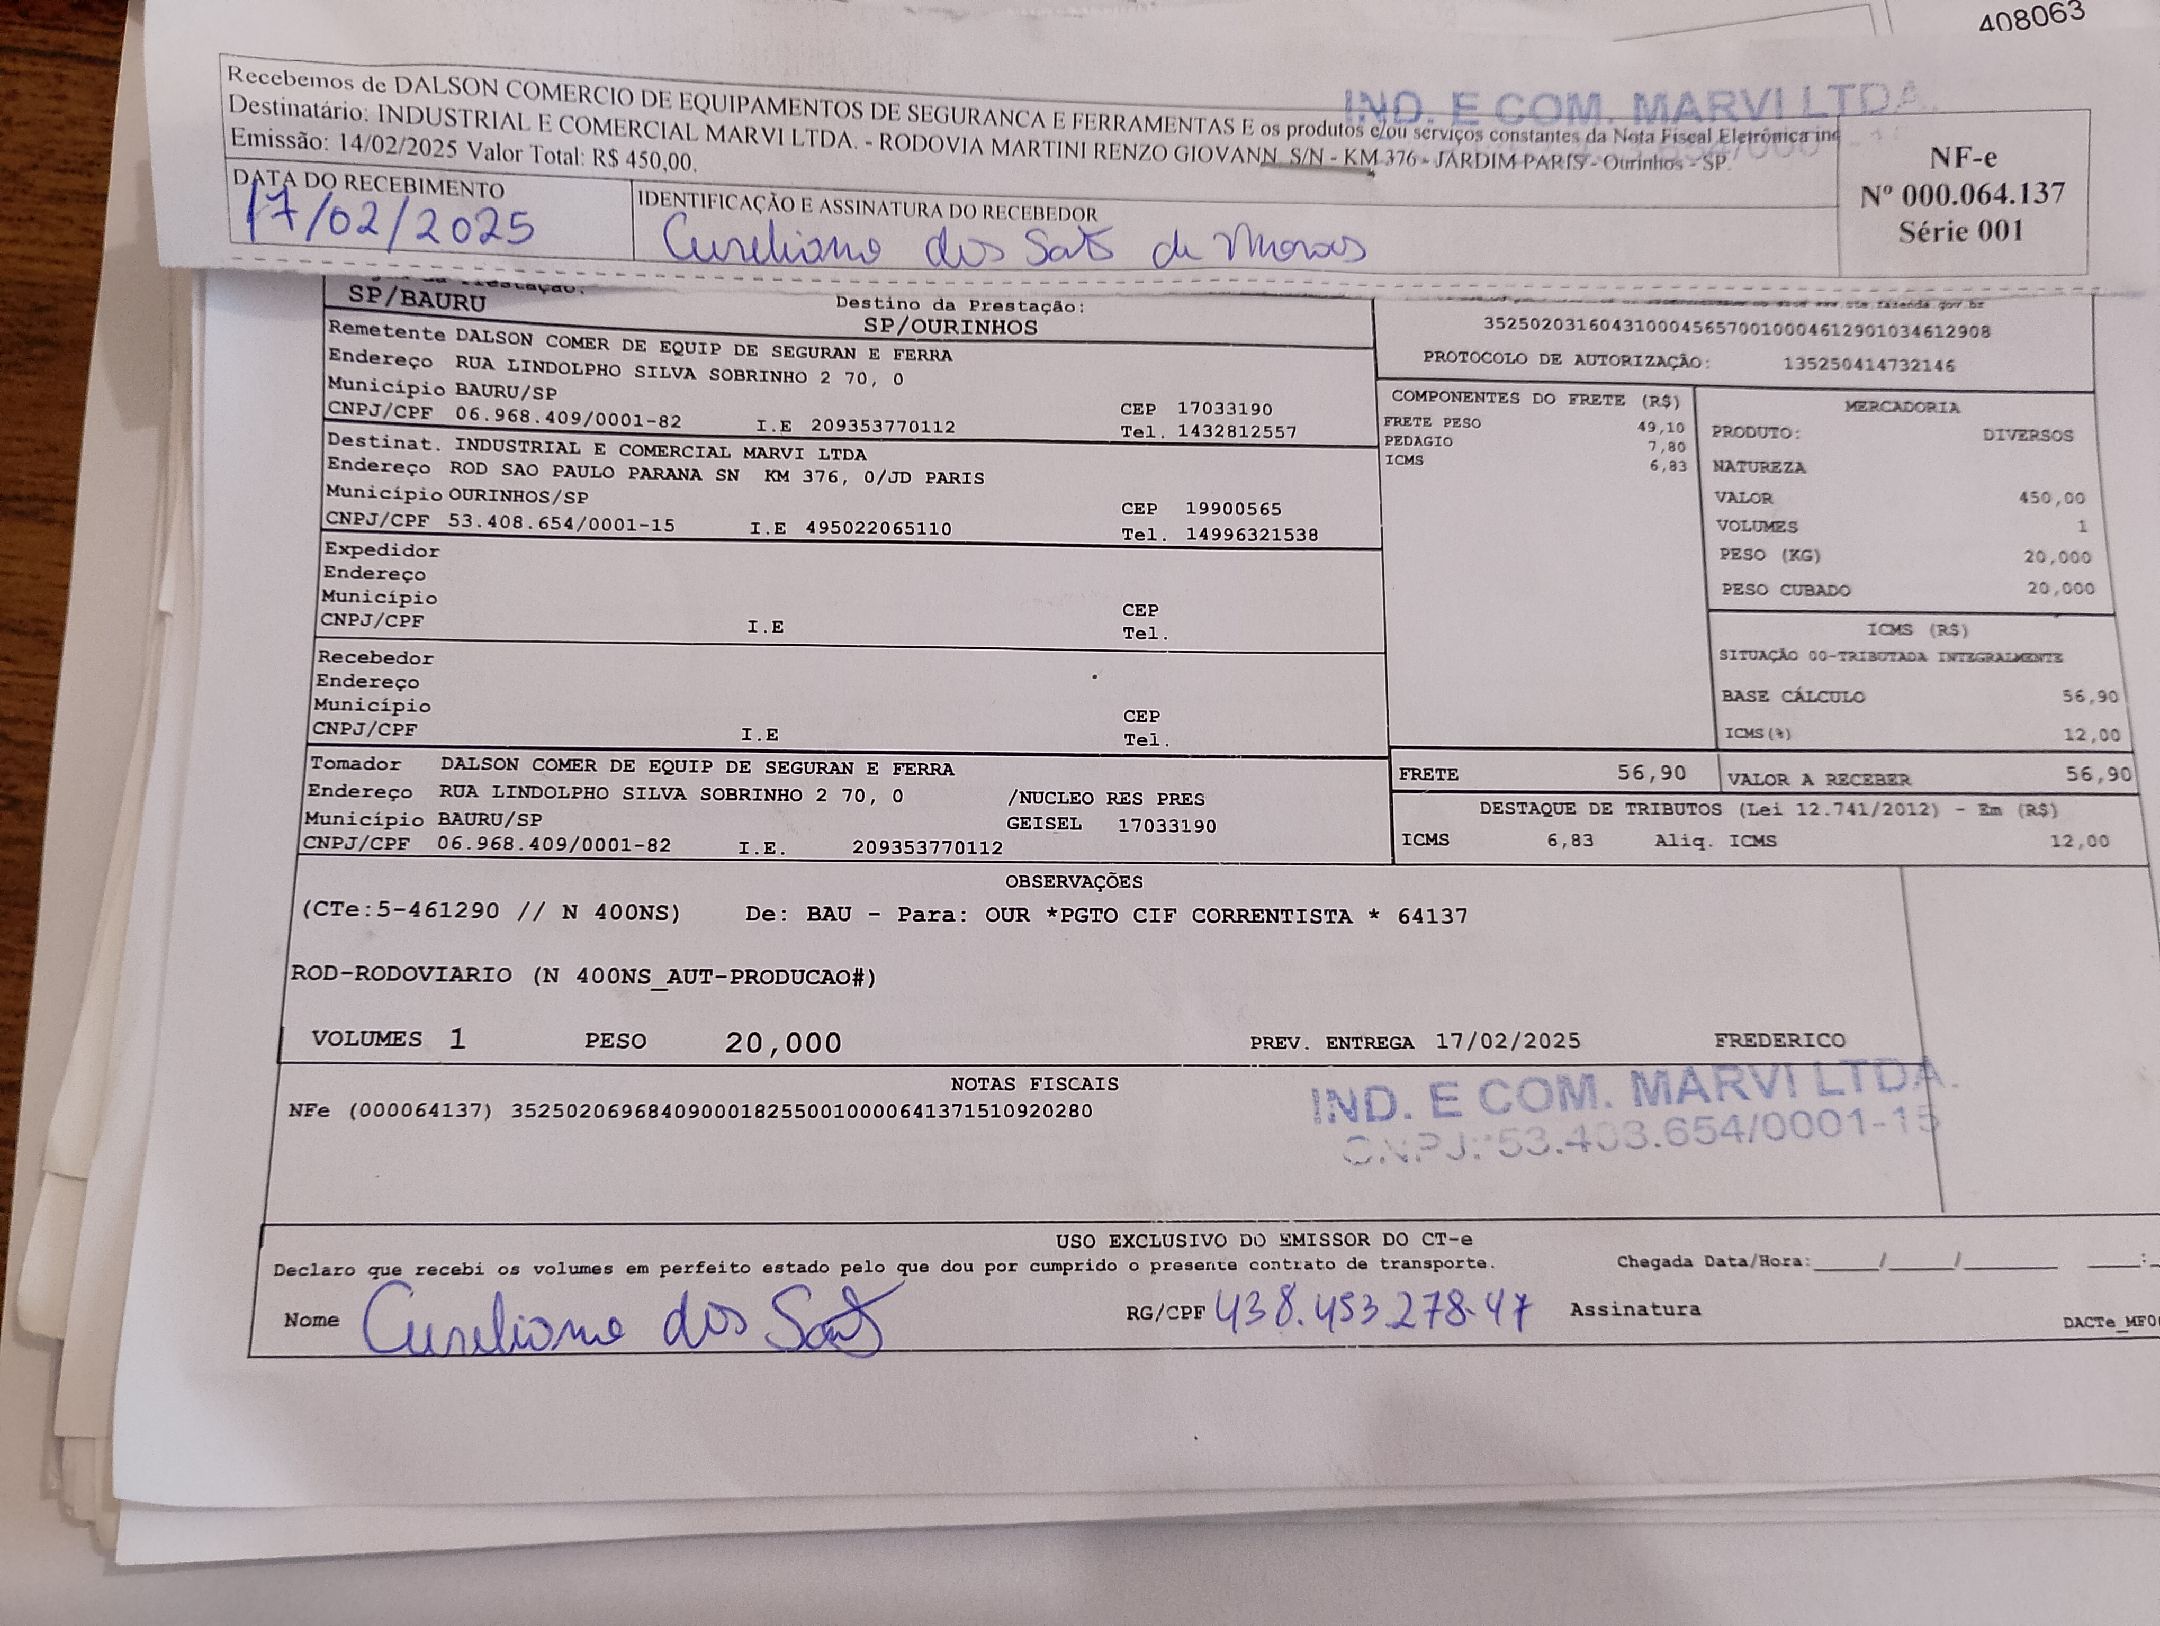 408063
Recebemos de DALSON COMERCIO DE EQUIPAMENTOS DE SEGURANCA E FERRAMENTAS E os produtos e/ou serviços constantes da Nota Fiscal Eletrônica ind
Destinatário: INDUSTRIAL E COMERCIAL MARVI LTDA. - RODOVIA MARTINI RENZO GIOVANN S/N - KM 376 - JARDIM PARIS - Ourinhos - SP.
Emissão: 14/02/2025 Valor Total: R$ 450,00.
IND. E COM. MARVI LTDA.
DATA DO RECEBIMENTO
17/02/2025
IDENTIFICAÇÃO E ASSINATURA DO RECEBEDOR
dos de
NF-e
Nº 000.064.137
Série 001
SP/BAURU
Destino da Prestação:
SP/OURINHOS
Remetente DALSON COMER DE EQUIP DE SEGURAN E FERRA
Endereço RUA LINDOLPHO SILVA SOBRINHO 2 70, 0
Município BAURU/SP CEP 17033190
CNPJ/CPF 06.968.409/0001-82 I.E 209353770112 Tel. 1432812557
Destinat. INDUSTRIAL E COMERCIAL MARVI LTDA
Endereço ROD SAO PAULO PARANA SN KM 376, 0/JD PARIS
Município OURINHOS/SP CEP 19900565
CNPJ/CPF 53.408.654/0001-15 I.E 495022065110 Tel. 14996321538
Expedidor
Endereço
Município CEP
CNPJ/CPF I.E Tel.
Recebedor
Endereço
Município CEP
CNPJ/CPF I.E Tel.
Tomador DALSON COMER DE EQUIP DE SEGURAN E FERRA
Endereço RUA LINDOLPHO SILVA SOBRINHO 2 70, 0 /NUCLEO RES PRES
Município BAURU/SP GEISEL 17033190
CNPJ/CPF 06.968.409/0001-82 I.E. 209353770112
35250203160431000456570010004612901034612908
PROTOCOLO DE AUTORIZAÇÃO: 135250414732146
COMPONENTES DO FRETE (R$)
FRETE PESO 49,10
PEDAGIO 7,80
ICMS 6,83
MERCADORIA
PRODUTO: DIVERSOS
NATUREZA
VALOR 450,00
VOLUMES 1
PESO (KG) 20,000
PESO CUBADO 20,000
ICMS (R$)
SITUAÇÃO 00-TRIBUTADA INTEGRALMENTE
BASE CÁLCULO 56,90
ICMS(%) 12,00
FRETE 56,90 VALOR A RECEBER 56,90
DESTAQUE DE TRIBUTOS (Lei 12.741/2012) - Em (R$)
ICMS 6,83 Aliq. ICMS 12,00
OBSERVAÇÕES
(CTe:5-461290 // N 400NS) De: BAU - Para: OUR *PGTO CIF CORRENTISTA * 64137
ROD-RODOVIARIO (N 400NS_AUT-PRODUCAO#)
VOLUMES 1 PESO 20,000 PREV. ENTREGA 17/02/2025 FREDERICO
NOTAS FISCAIS
NFe (000064137) 35250206968409000182550010000641371510920280
IND. E COM. MARVI LTDA.
CNPJ: 53.403.654/0001-15
USO EXCLUSIVO DO EMISSOR DO CT-e
Declaro que recebi os volumes em perfeito estado pelo que dou por cumprido o presente contrato de transporte. Chegada Data/Hora:____/____/______ ___:
Nome dos RG/CPF 438.453.278-47 Assinatura